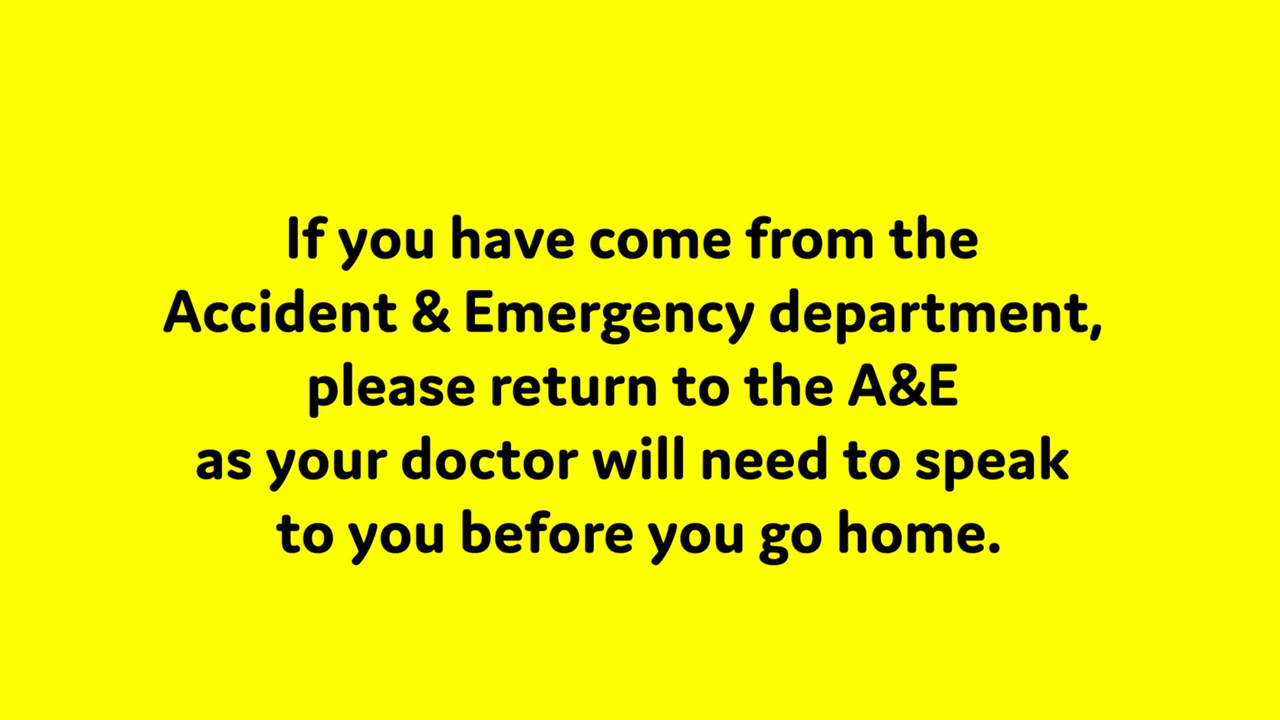 If you have come from the
Accident & Emergency department,
please return to the A&E
as your doctor will need to speak
to you before you go home.